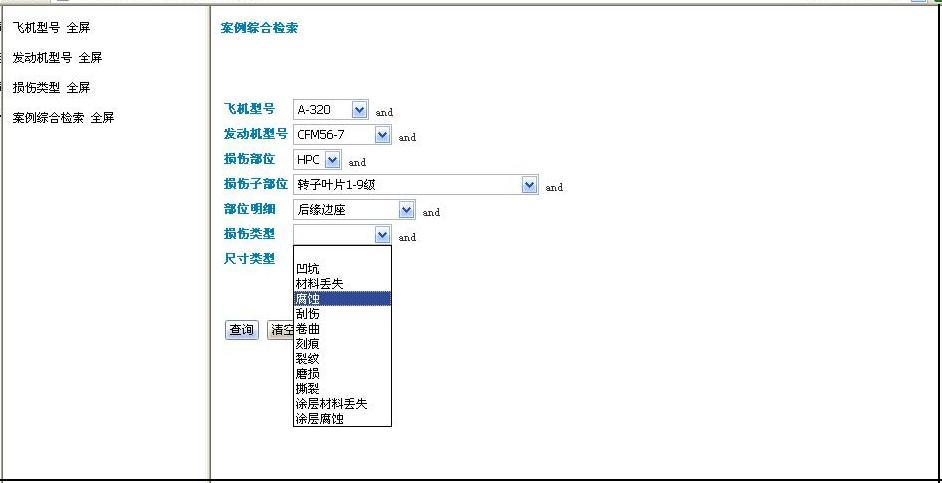 飞机型号 全屏
发动机型号 全屏
损伤类型 全屏
案例综合检索 全屏
案例综合检索
飞机型号 A-320 and
发动机型号 CFM56-7 and
损伤部位 HPC and
损伤子部位 转子叶片1-9级 and
部位明细 后缘边座 and
损伤类型 and
尺寸类型
凹坑
材料丢失
腐蚀
刮伤
卷曲
刻痕
裂纹
磨损
撕裂
涂层材料丢失
涂层腐蚀
查询 清空